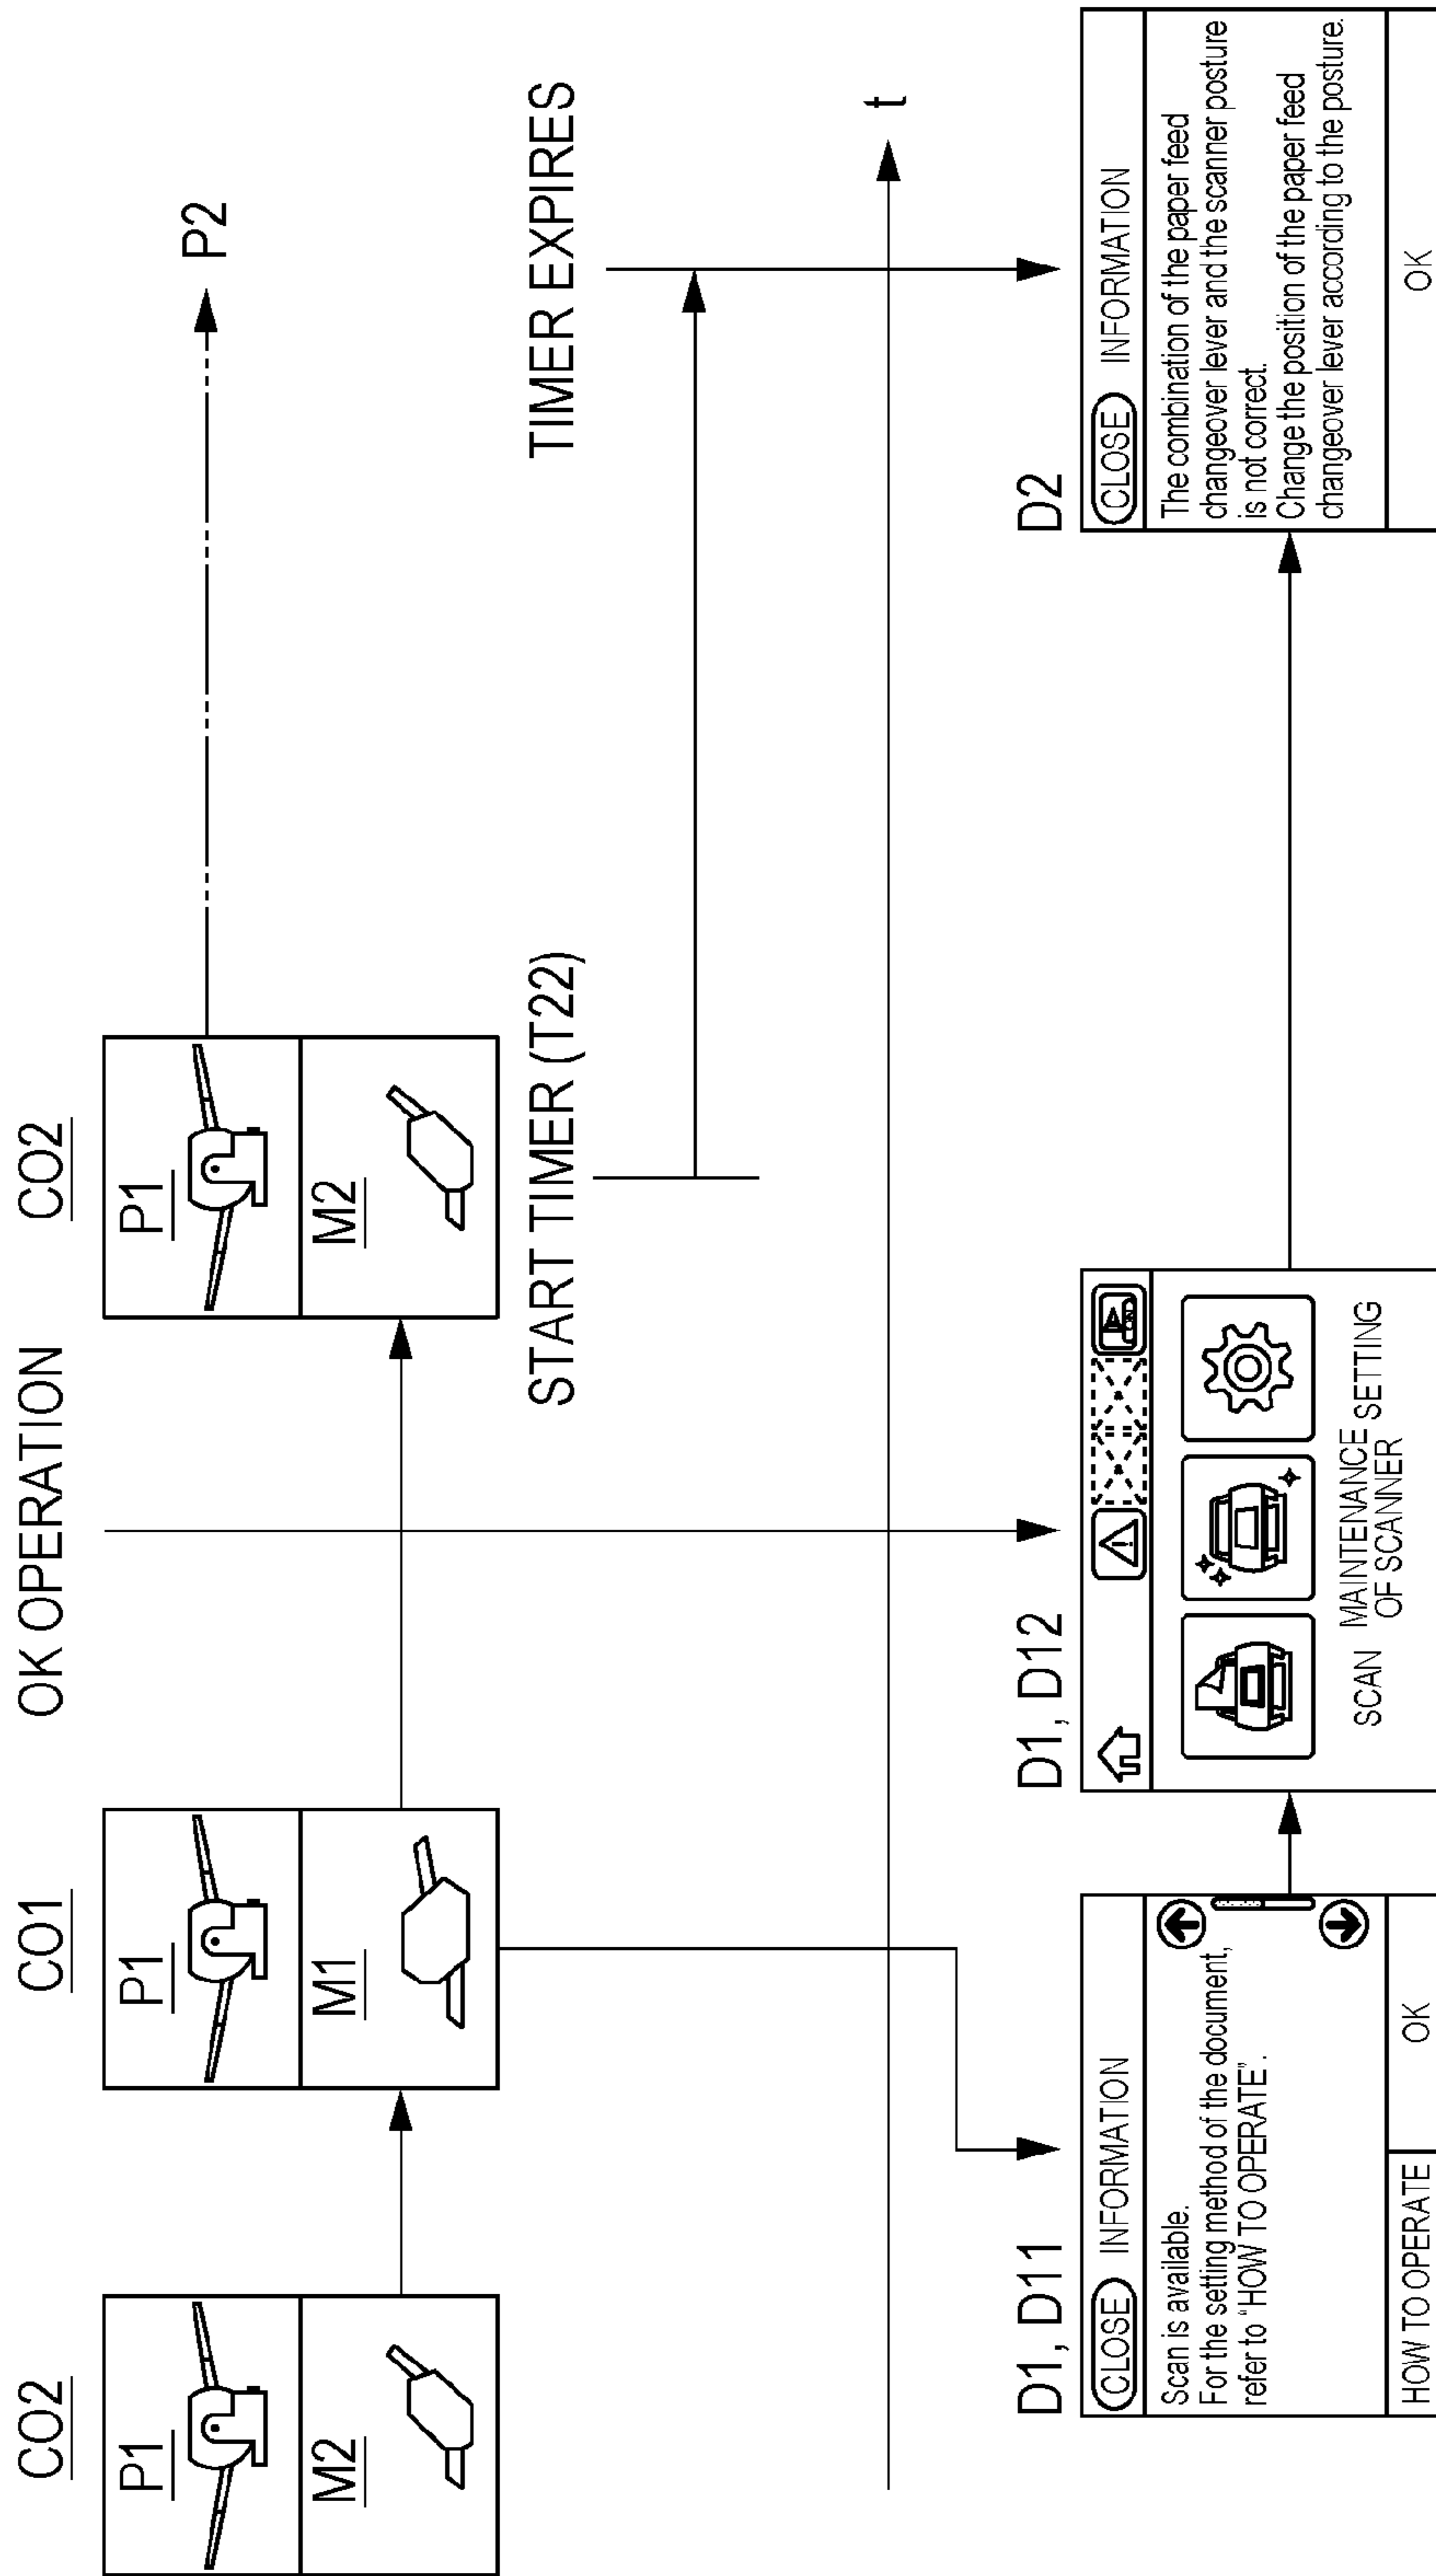 CO2
CO1
OK OPERATION
CO2
P1
M2
P1
M1
P1
M2
P2
START TIMER (T22)
TIMER EXPIRES
t
D1, D11
CLOSE INFORMATION
Scan is available.
For the setting method of the document,
refer to "HOW TO OPERATE".
HOW TO OPERATE
OK
D1, D12
SCAN
MAINTENANCE
OF SCANNER
SETTING
D2
CLOSE INFORMATION
The combination of the paper feed
changeover lever and the scanner posture
is not correct.
Change the position of the paper feed
changeover lever according to the posture.
OK